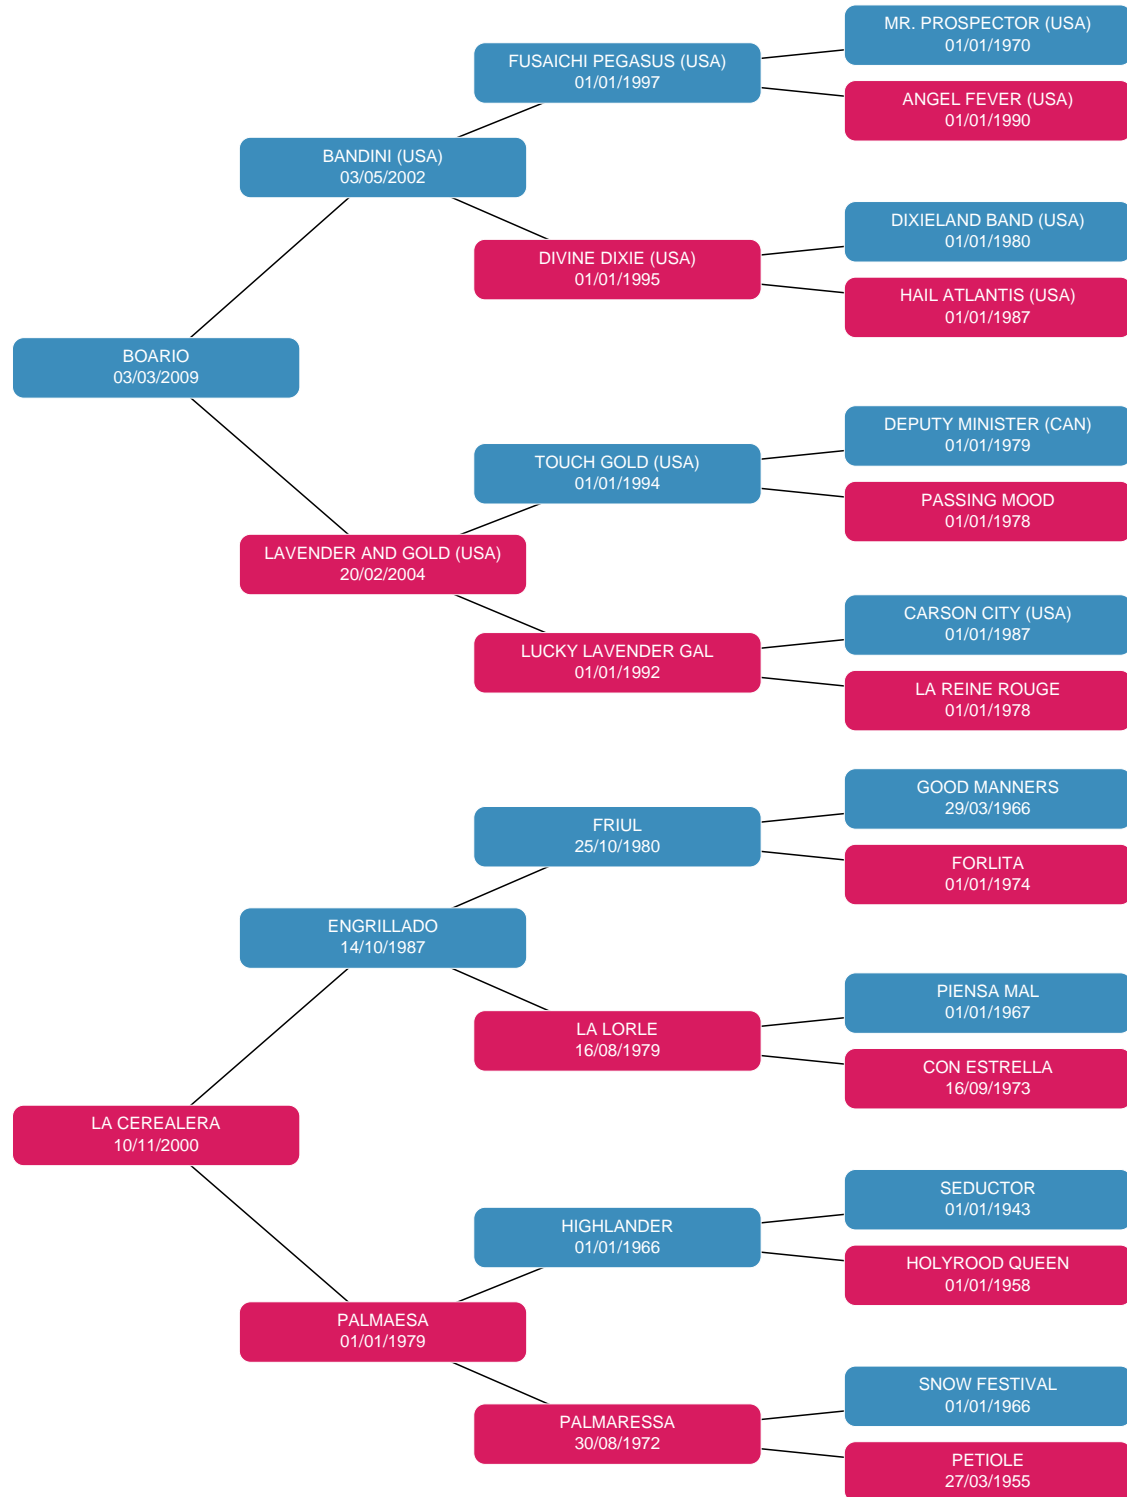 MR. PROSPECTOR (USA)
01/01/1970
FUSAICHI PEGASUS (USA)
01/01/1997
ANGEL FEVER (USA)
01/01/1990
BANDINI (USA)
03/05/2002
DIXIELAND BAND (USA)
01/01/1980
DIVINE DIXIE (USA)
01/01/1995
HAIL ATLANTIS (USA)
01/01/1987
BOARIO
03/03/2009
DEPUTY MINISTER (CAN)
01/01/1979
TOUCH GOLD (USA)
01/01/1994
PASSING MOOD
01/01/1978
LAVENDER AND GOLD (USA)
20/02/2004
CARSON CITY (USA)
01/01/1987
LUCKY LAVENDER GAL
01/01/1992
LA REINE ROUGE
01/01/1978
GOOD MANNERS
29/03/1966
FRIUL
25/10/1980
FORLITA
01/01/1974
ENGRILLADO
14/10/1987
PIENSA MAL
01/01/1967
LA LORLE
16/08/1979
CON ESTRELLA
16/09/1973
LA CEREALERA
10/11/2000
SEDUCTOR
01/01/1943
HIGHLANDER
01/01/1966
HOLYROOD QUEEN
01/01/1958
PALMAESA
01/01/1979
SNOW FESTIVAL
01/01/1966
PALMARESSA
30/08/1972
PETIOLE
27/03/1955